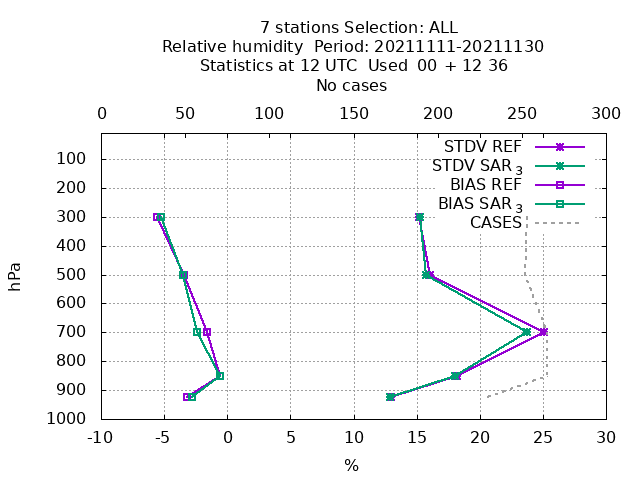 7 stations Selection: ALL
Relative humidity  Period: 20211111-20211130
Statistics at 12 UTC  Used  00 + 12 36
No cases
0 50 100 150 200 250 300
STDV REF
STDV SAR 3
BIAS REF
BIAS SAR 3
CASES
100
200
300
400
500
600
700
800
900
1000
hPa
-10 -5 0 5 10 15 20 25 30
%